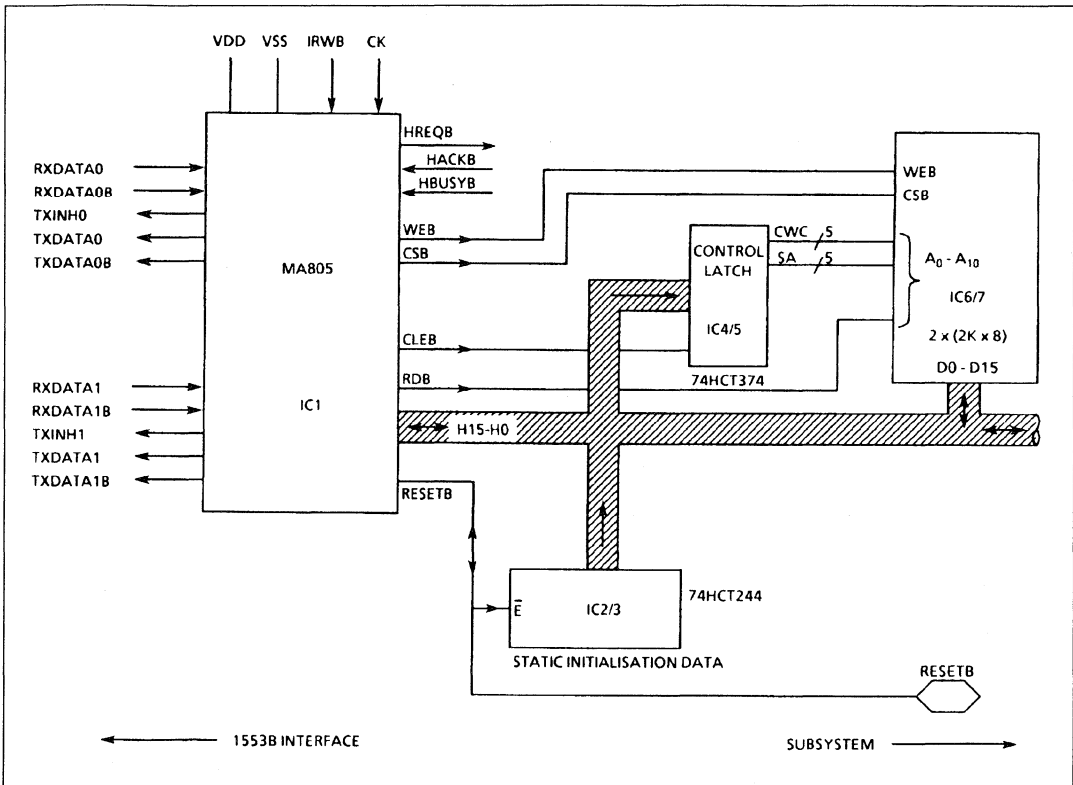 VDD VSS IRWB CK
HREQB
HACKB
HBUSYB
WEB
CSB
CLEB
RDB
H15-H0
RESETB
RXDATA0
RXDATA0B
TXINH0
TXDATA0
TXDATA0B
RXDATA1
RXDATA1B
TXINH1
TXDATA1
TXDATA1B
MA805
IC1
CONTROL
LATCH
IC4/5
74HCT374
CWC 5
SA 5
WEB
CSB
A0 - A10
IC6/7
2 x (2K x 8)
D0 - D15
E̅ IC2/3
74HCT244
STATIC INITIALISATION DATA
RESETB
1553B INTERFACE
SUBSYSTEM